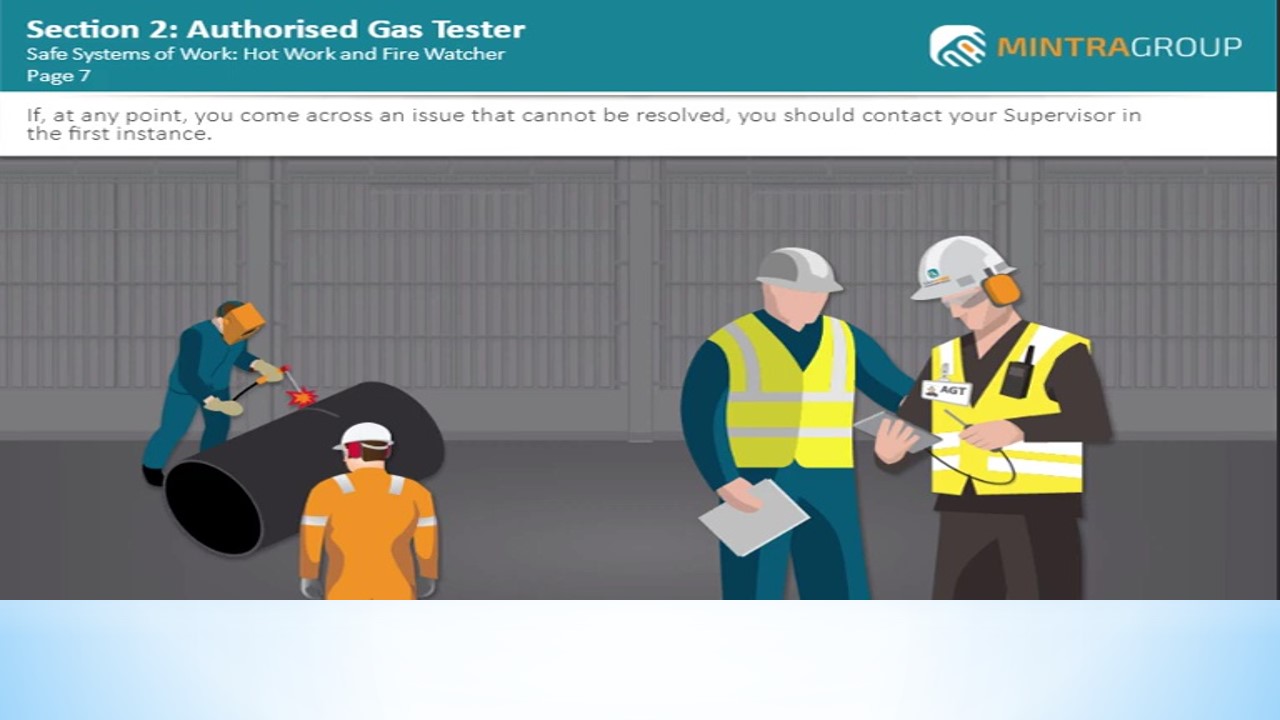 Section 2: Authorised Gas Tester
Safe Systems of Work: Hot Work and Fire Watcher
Page 7
MINTRAGROUP
If, at any point, you come across an issue that cannot be resolved, you should contact your Supervisor in
the first instance.
AGT